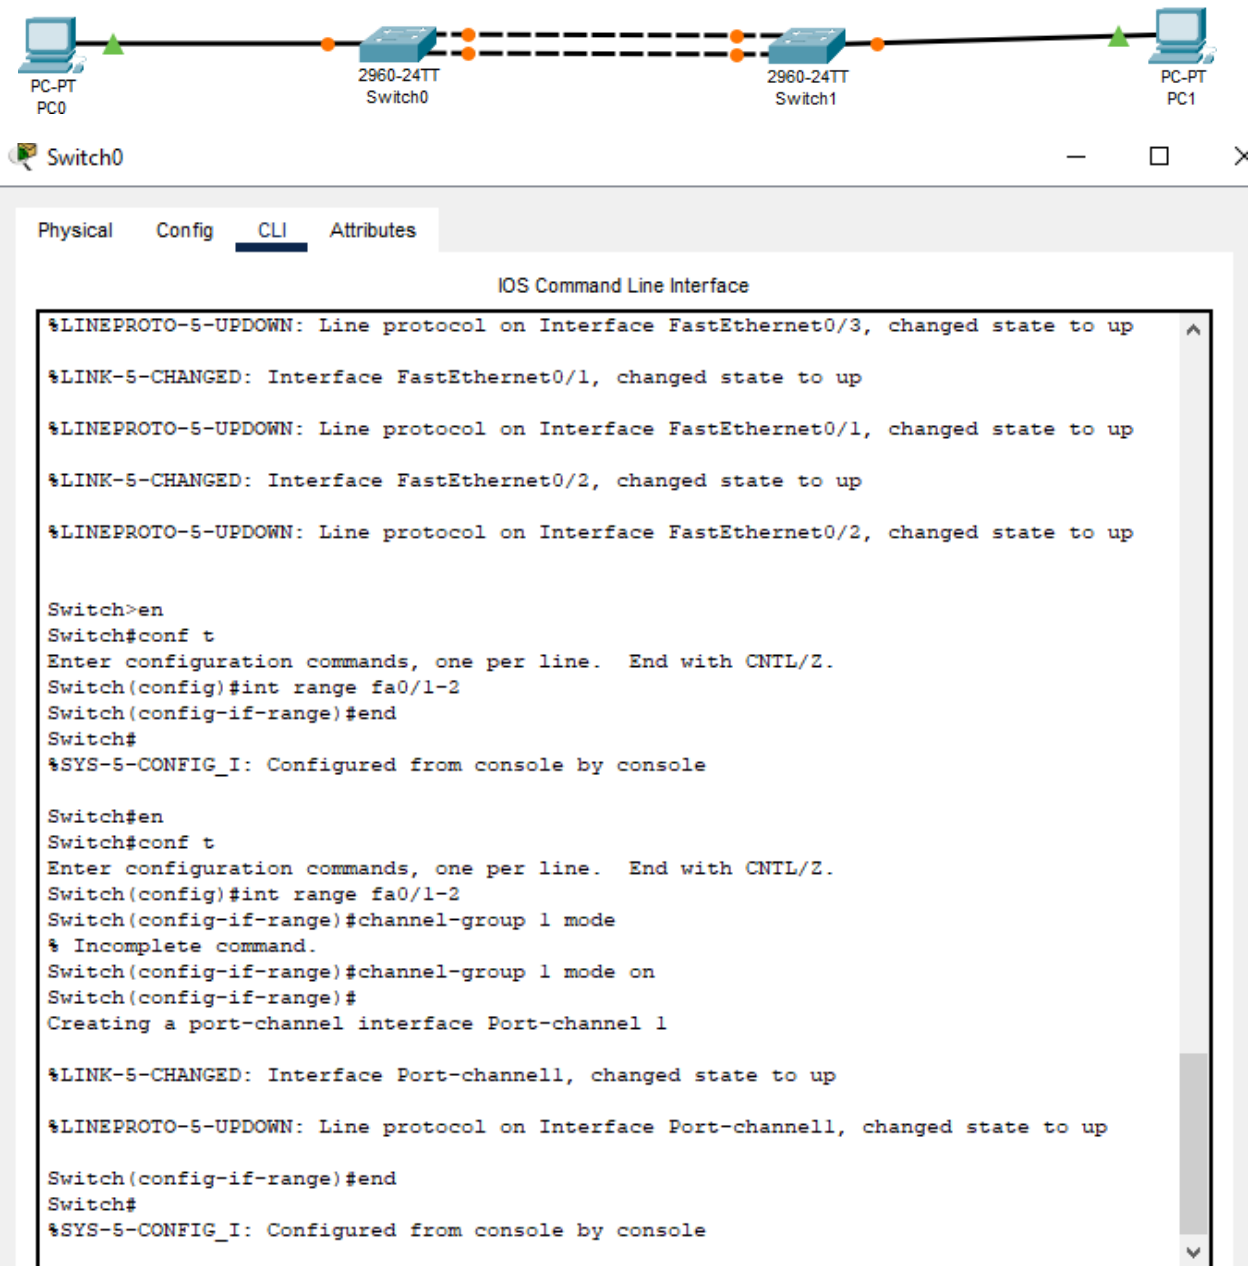 PC-PT
PC0
2960-24TT
Switch0
2960-24TT
Switch1
PC-PT
PC1
Switch0
Physical Config CLI Attributes
IOS Command Line Interface
%LINEPROTO-5-UPDOWN: Line protocol on Interface FastEthernet0/3, changed state to up
%LINK-5-CHANGED: Interface FastEthernet0/1, changed state to up
%LINEPROTO-5-UPDOWN: Line protocol on Interface FastEthernet0/1, changed state to up
%LINK-5-CHANGED: Interface FastEthernet0/2, changed state to up
%LINEPROTO-5-UPDOWN: Line protocol on Interface FastEthernet0/2, changed state to up
Switch>en
Switch#conf t
Enter configuration commands, one per line.  End with CNTL/Z.
Switch(config)#int range fa0/1-2
Switch(config-if-range)#end
Switch#
%SYS-5-CONFIG_I: Configured from console by console
Switch#en
Switch#conf t
Enter configuration commands, one per line.  End with CNTL/Z.
Switch(config)#int range fa0/1-2
Switch(config-if-range)#channel-group 1 mode
% Incomplete command.
Switch(config-if-range)#channel-group 1 mode on
Switch(config-if-range)#
Creating a port-channel interface Port-channel 1
%LINK-5-CHANGED: Interface Port-channel1, changed state to up
%LINEPROTO-5-UPDOWN: Line protocol on Interface Port-channel1, changed state to up
Switch(config-if-range)#end
Switch#
%SYS-5-CONFIG_I: Configured from console by console